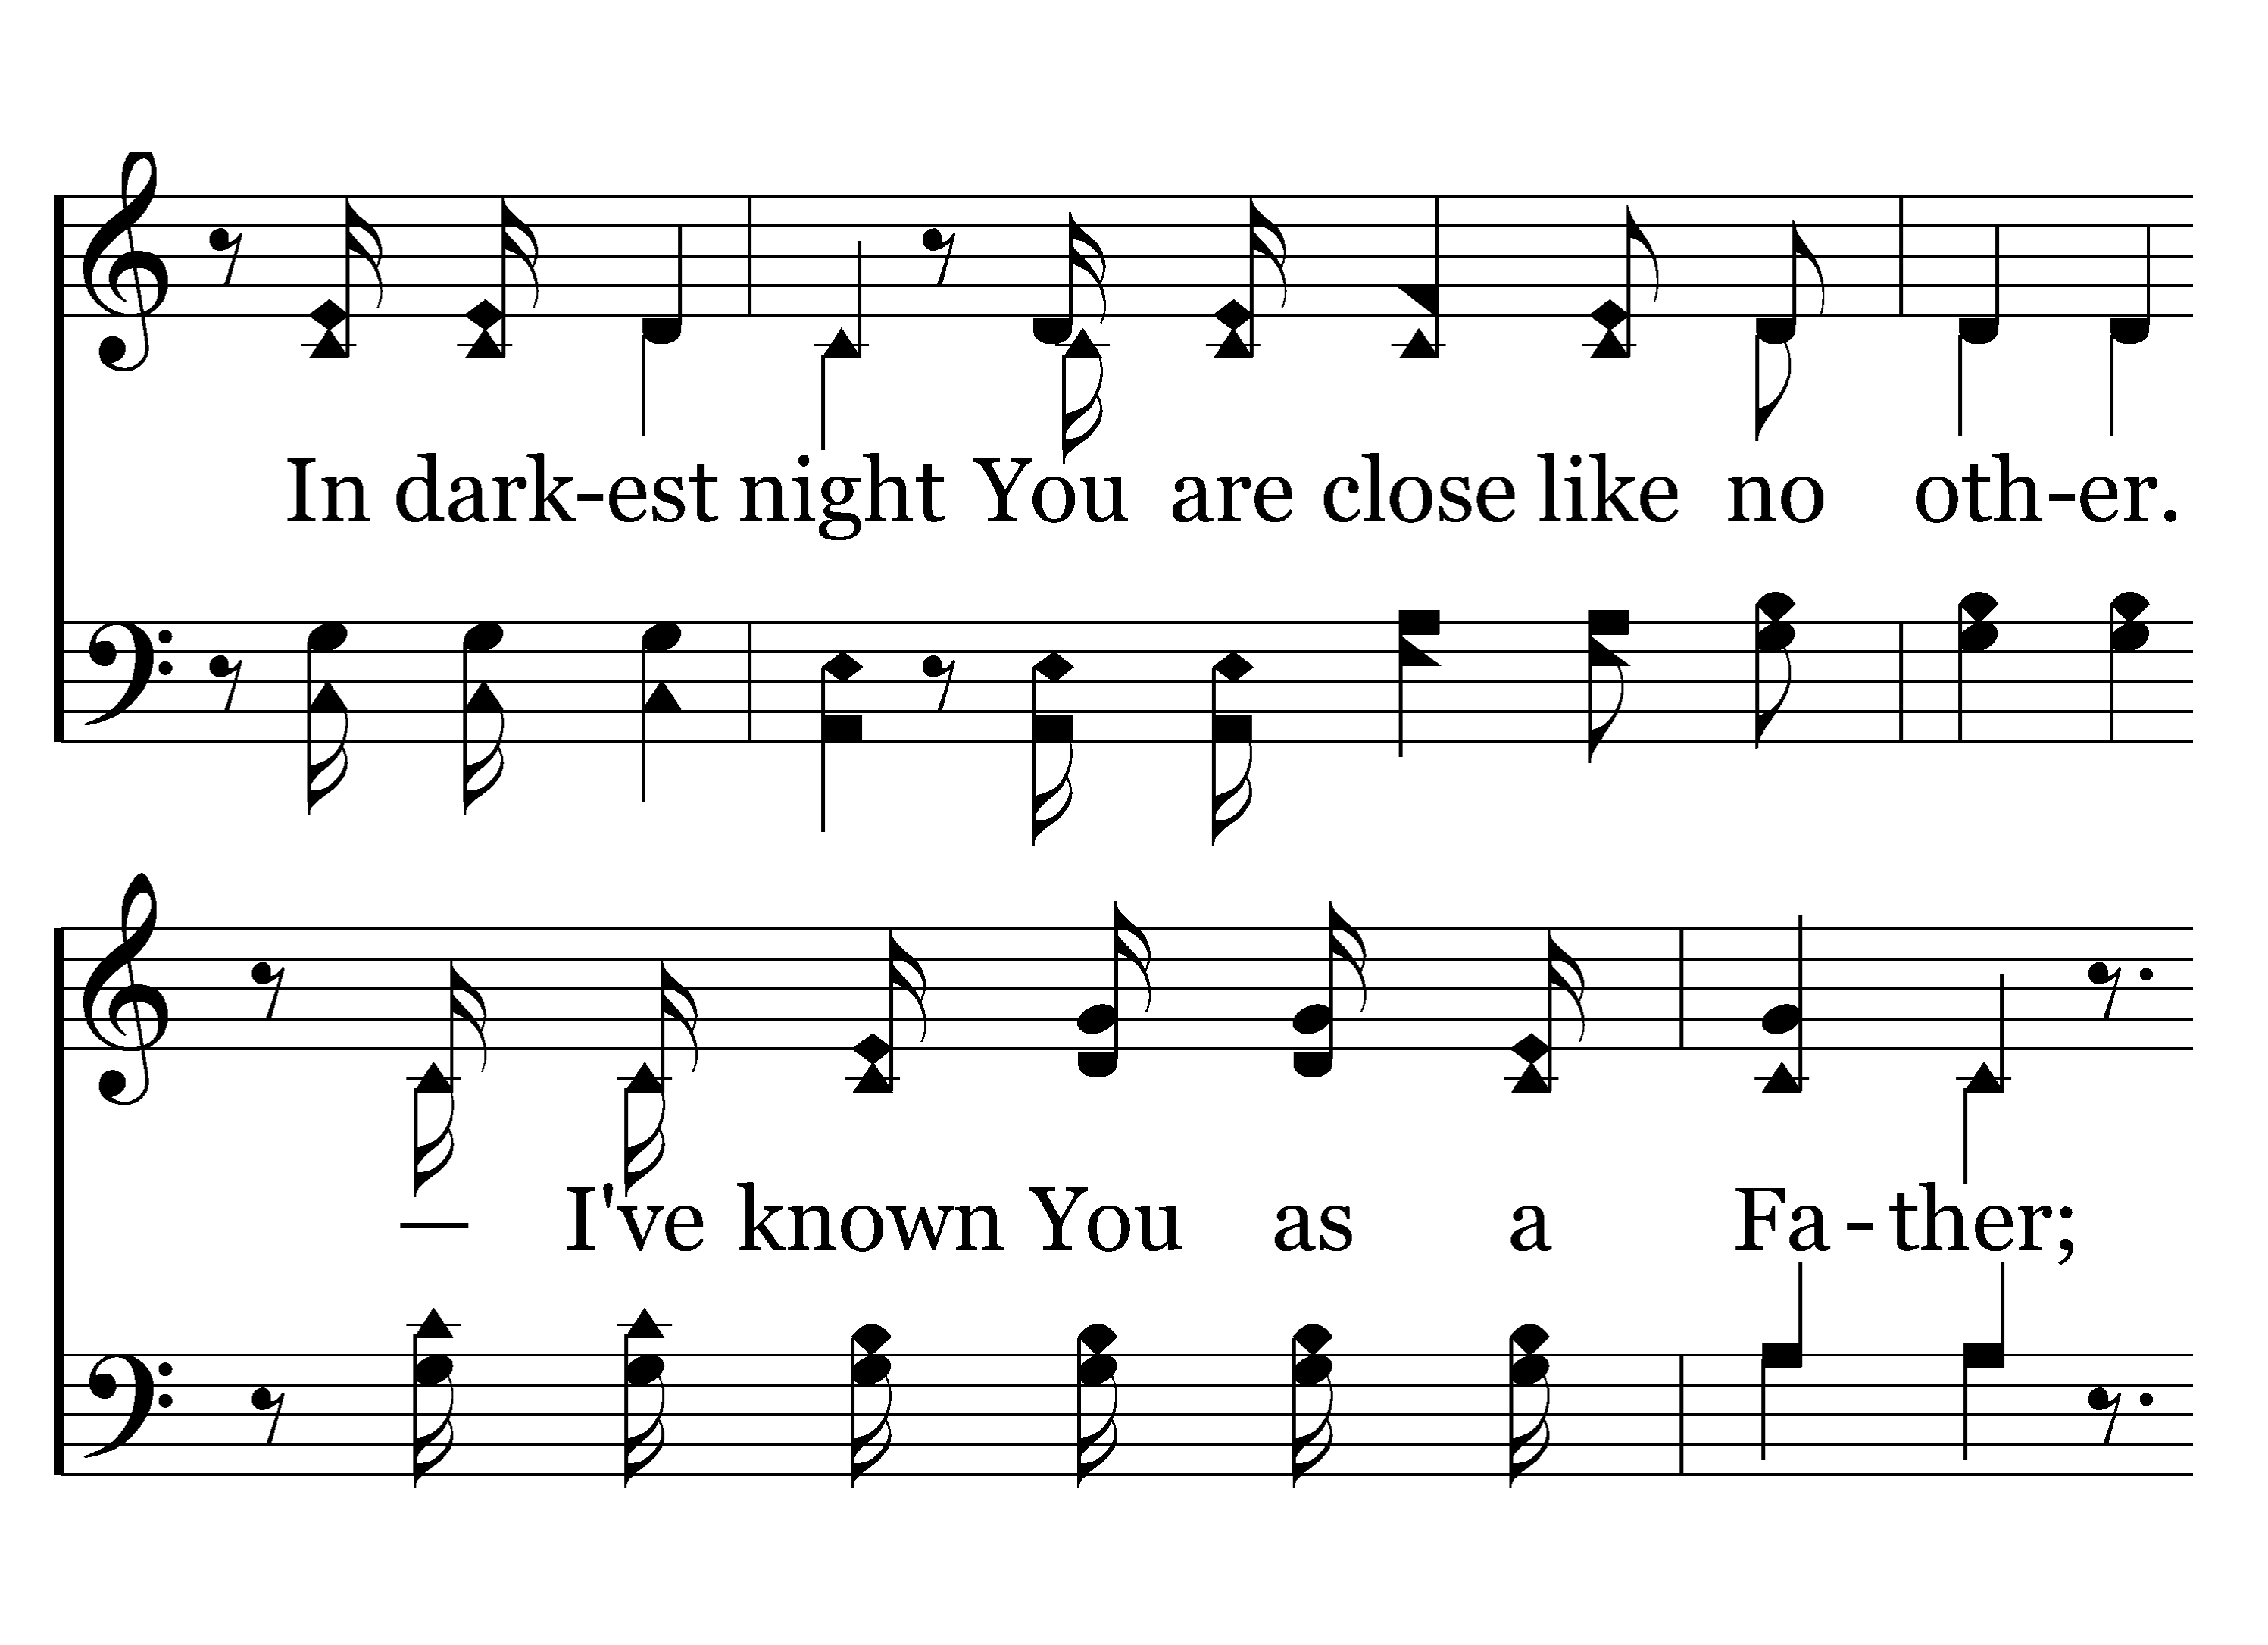 In dark-est night You are close like no oth-er.
— I've known You as a Fa-ther;